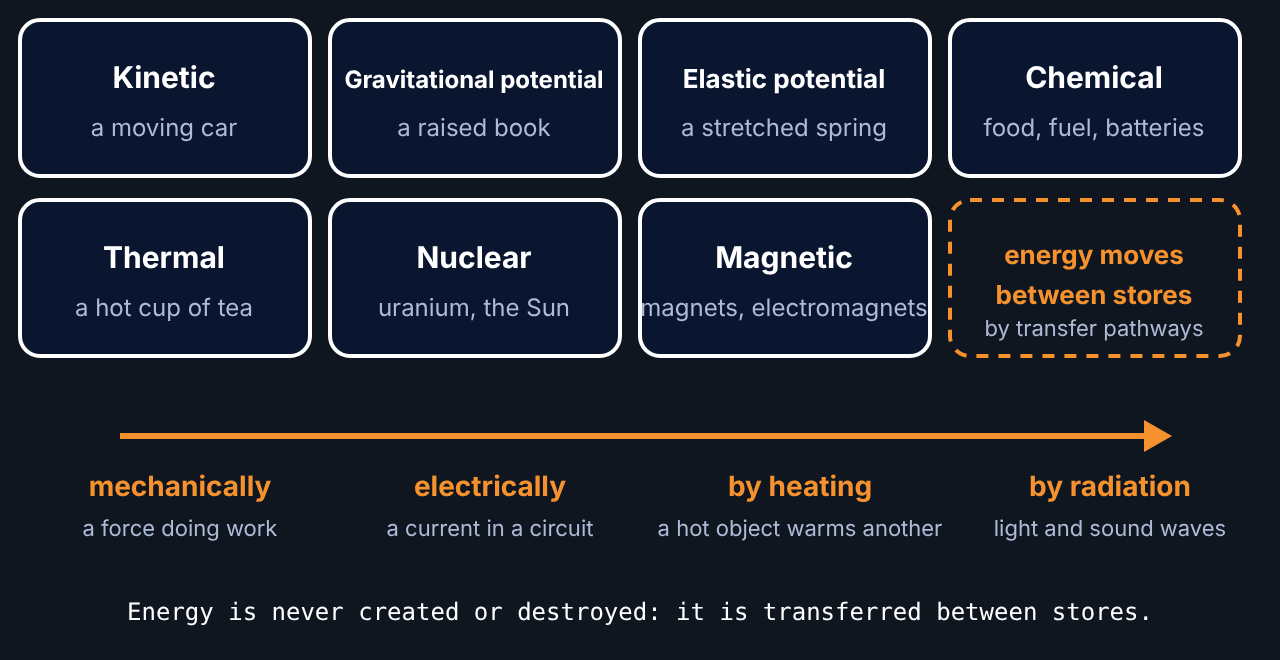 Kinetic
a moving car
Gravitational potential
a raised book
Elastic potential
a stretched spring
Chemical
food, fuel, batteries
Thermal
a hot cup of tea
Nuclear
uranium, the Sun
Magnetic
magnets, electromagnets
energy moves
between stores
by transfer pathways
mechanically
a force doing work
electrically
a current in a circuit
by heating
a hot object warms another
by radiation
light and sound waves
Energy is never created or destroyed: it is transferred between stores.